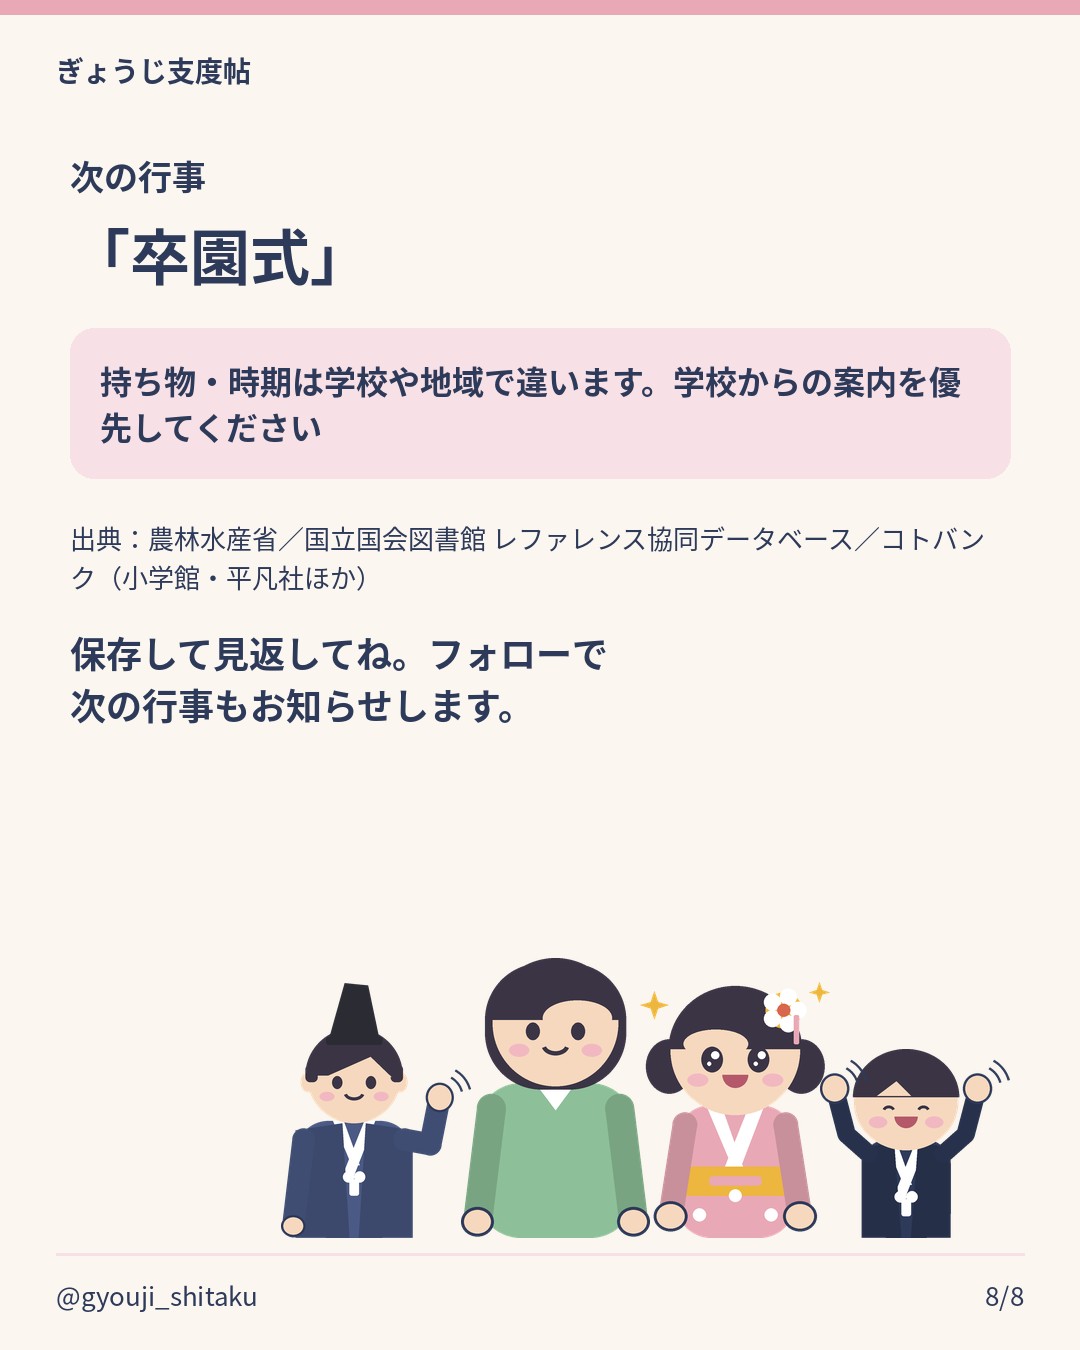 ぎょうじ支度帖
次の行事
「卒園式」
持ち物・時期は学校や地域で違います。学校からの案内を優
先してください
出典：農林水産省／国立国会図書館 レファレンス協同データベース／コトバン
ク（小学館・平凡社ほか）
保存して見返してね。フォローで
次の行事もお知らせします。
@gyouji_shitaku
8/8